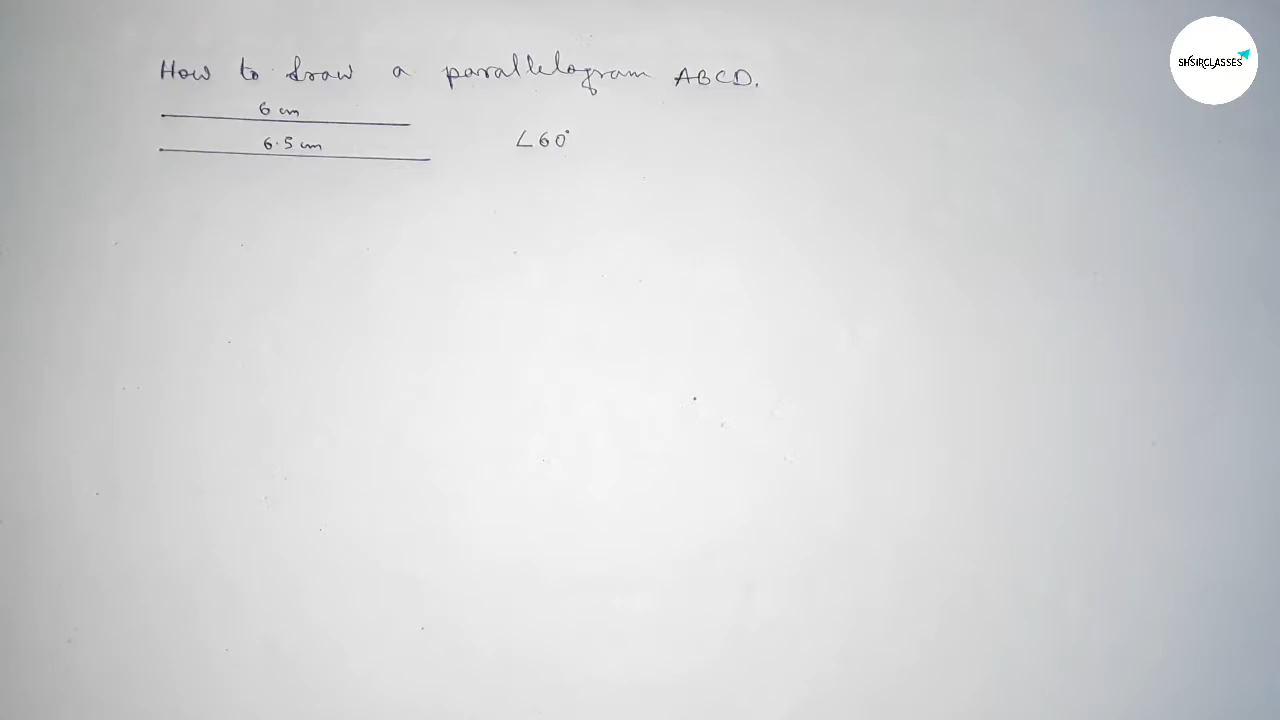 How to draw a parallelogram ABCD.
6 cm
6.5 cm
∠60°
SHSIRCLASSES